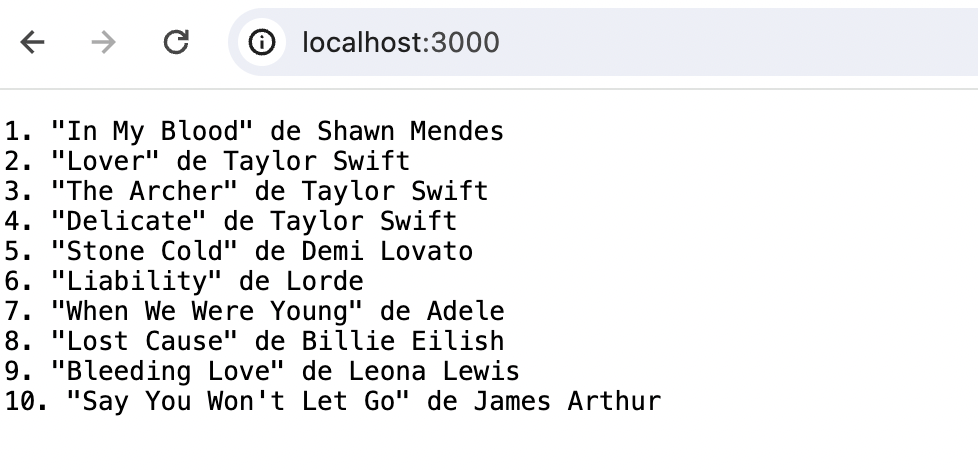 localhost:3000
1. "In My Blood" de Shawn Mendes
2. "Lover" de Taylor Swift
3. "The Archer" de Taylor Swift
4. "Delicate" de Taylor Swift
5. "Stone Cold" de Demi Lovato
6. "Liability" de Lorde
7. "When We Were Young" de Adele
8. "Lost Cause" de Billie Eilish
9. "Bleeding Love" de Leona Lewis
10. "Say You Won't Let Go" de James Arthur